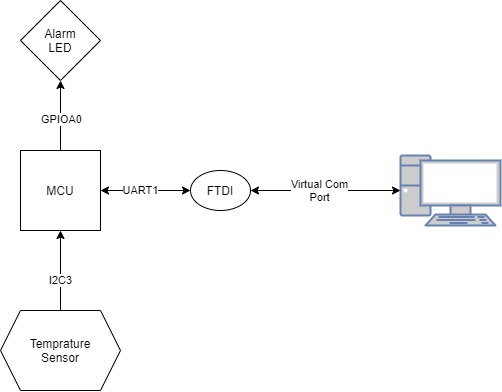 Alarm
LED
GPIOA0
MCU
UART1
FTDI
Virtual Com
Port
I2C3
Temprature
Sensor